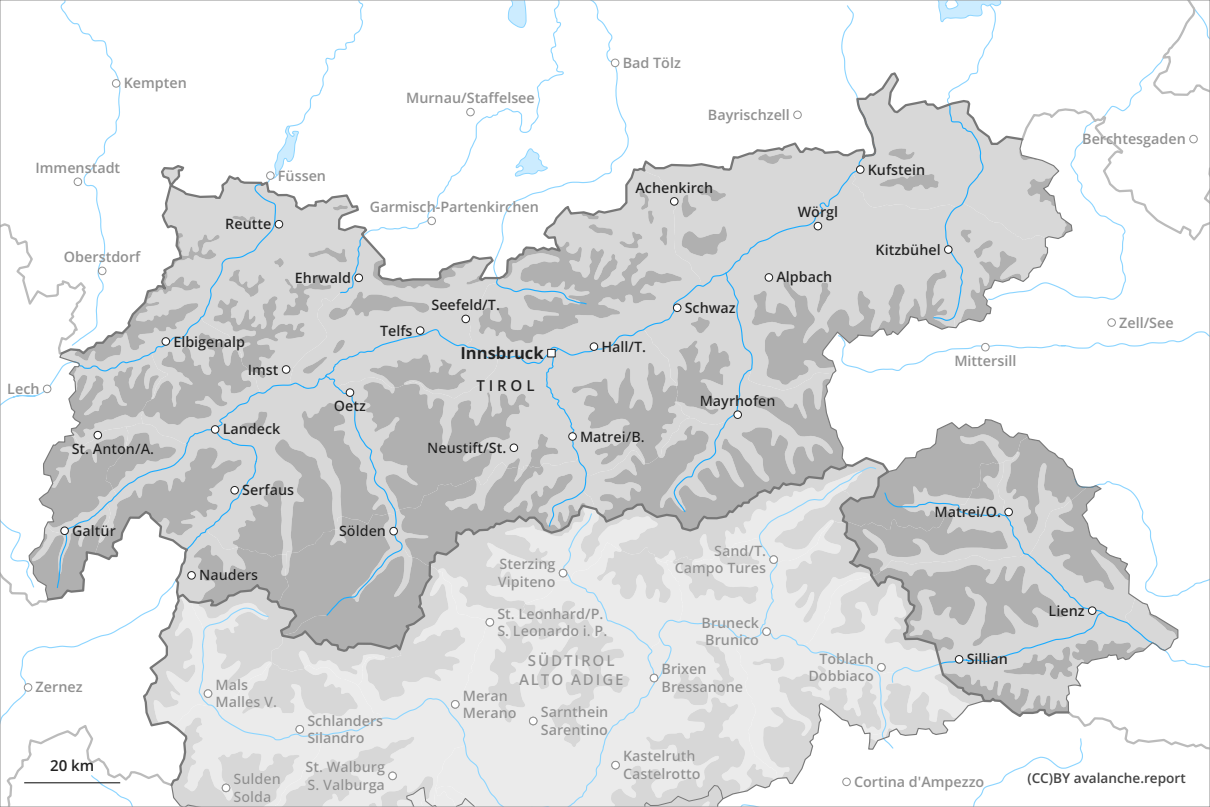 Bad Tölz
Kempten
Murnau/Staffelsee
Bayrischzell
Berchtesgaden
Immenstadt
Füssen
Kufstein
Achenkirch
Garmisch-Partenkirchen
Wörgl
Reutte
Kitzbühel
Oberstdorf
Ehrwald
Alpbach
Seefeld/T.
Schwaz
Zell/See
Telfs
Elbigenalp
Innsbruck
Hall/T.
Mittersill
Imst
TIROL
Lech
Oetz
Mayrhofen
Landeck
Matrei/B.
St. Anton/A.
Neustift/St.
Serfaus
Matrei/O.
Galtür
Sölden
Sand/T.
Campo Tures
Sterzing
Vipiteno
Nauders
Lienz
St. Leonhard/P.
S. Leonardo i. P.
Bruneck
Brunico
SÜDTIROL
ALTO ADIGE
Toblach
Dobbiaco
Sillian
Brixen
Bressanone
Zernez
Mals
Malles V.
Meran
Merano
Sarnthein
Sarentino
Schlanders
Silandro
Kastelruth
Castelrotto
20 km
St. Walburg
S. Valburga
Sulden
Solda
Cortina d'Ampezzo
(CC)BY avalanche.report